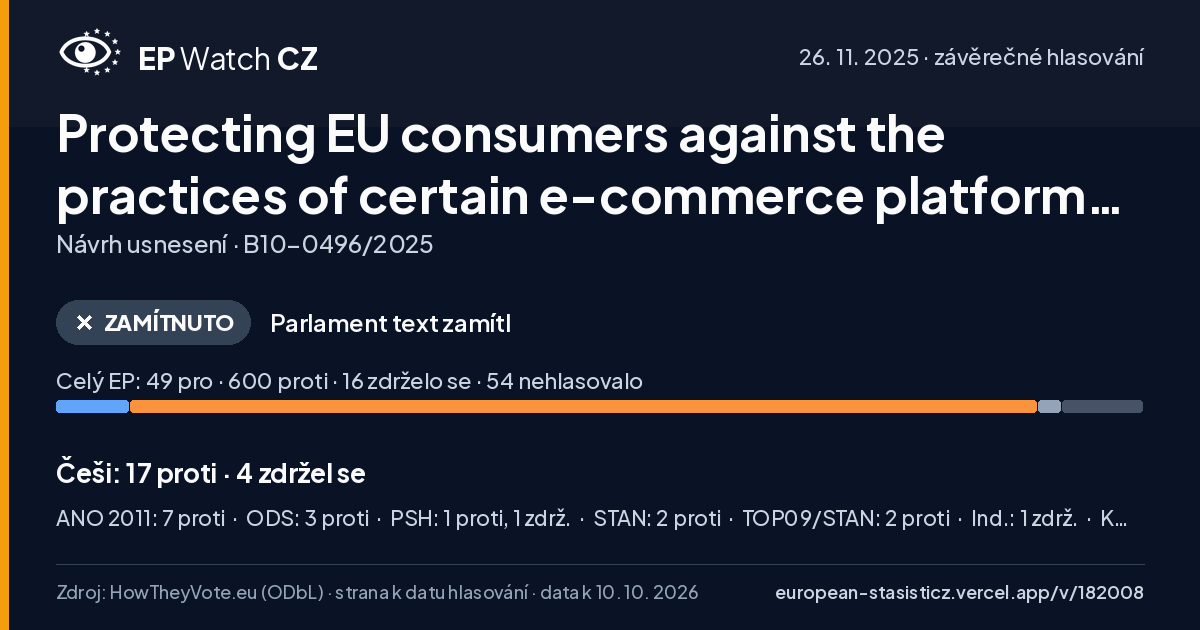 EP Watch CZ
26. 11. 2025 · závěrečné hlasování
Protecting EU consumers against the
practices of certain e-commerce platform…
Návrh usnesení · B10-0496/2025
✕ ZAMÍTNUTO
Parlament text zamítl
Celý EP: 49 pro · 600 proti · 16 zdrželo se · 54 nehlasovalo
Češi: 17 proti · 4 zdržel se
ANO 2011: 7 proti · ODS: 3 proti · PSH: 1 proti, 1 zdrž. · STAN: 2 proti · TOP09/STAN: 2 proti · Ind.: 1 zdrž. · K…
Zdroj: HowTheyVote.eu (ODbL) · strana k datu hlasování · data k 10. 10. 2026
european-stasisticz.vercel.app/v/182008